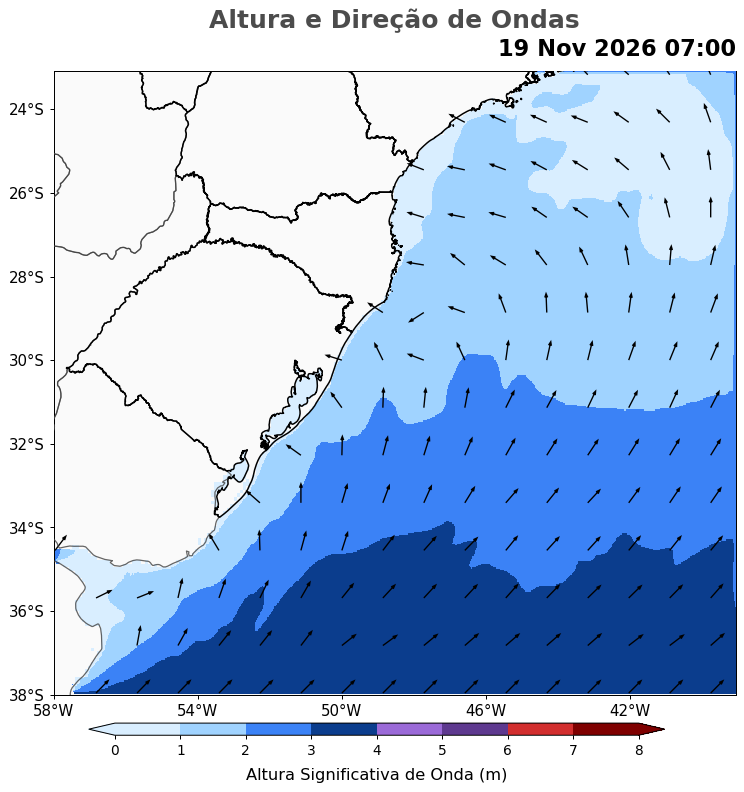 Altura e Direção de Ondas
19 Nov 2026 07:00
24°S
26°S
28°S
30°S
32°S
34°S
36°S
38°S
58°W 54°W 50°W 46°W 42°W
0 1 2 3 4 5 6 7 8
Altura Significativa de Onda (m)